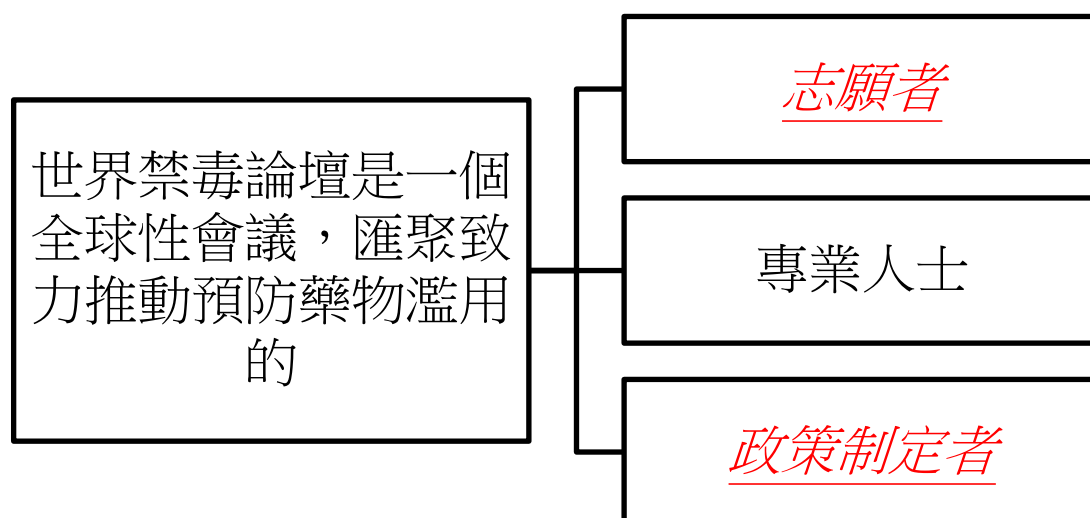 世界禁毒論壇是一個
全球性會議，匯聚致
力推動預防藥物濫用
的
志願者
專業人士
政策制定者